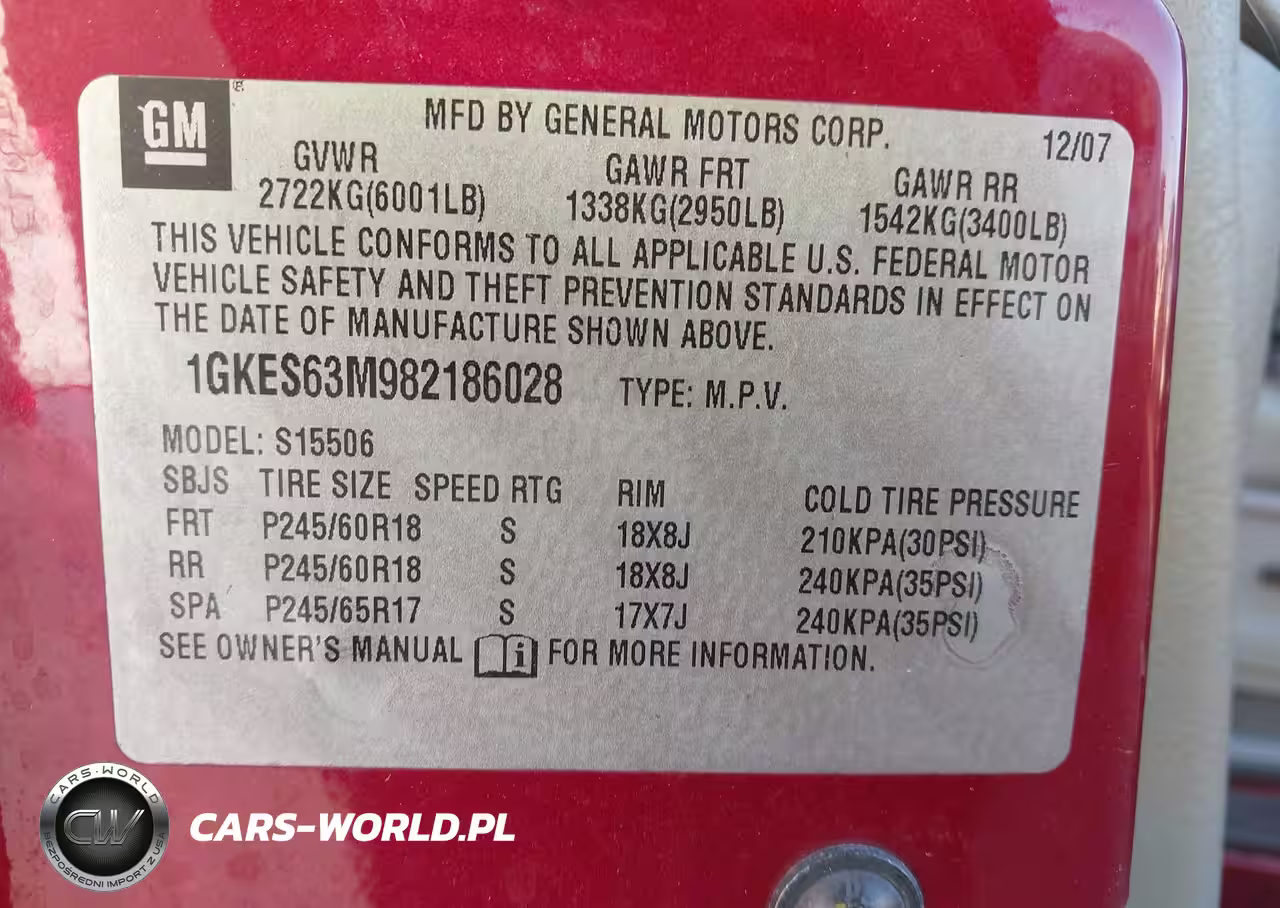 GM
MFD BY GENERAL MOTORS CORP. 12/07
GVWR GAWR FRT GAWR RR
2722KG(6001LB) 1338KG(2950LB) 1542KG(3400LB)
THIS VEHICLE CONFORMS TO ALL APPLICABLE U.S. FEDERAL MOTOR
VEHICLE SAFETY AND THEFT PREVENTION STANDARDS IN EFFECT ON
THE DATE OF MANUFACTURE SHOWN ABOVE.
1GKES63M982186028 TYPE: M.P.V.
MODEL: S15506
SBJS TIRE SIZE SPEED RTG RIM COLD TIRE PRESSURE
FRT P245/60R18 S 18X8J 210KPA(30PSI)
RR P245/60R18 S 18X8J 240KPA(35PSI)
SPA P245/65R17 S 17X7J 240KPA(35PSI)
SEE OWNER'S MANUAL i FOR MORE INFORMATION.
CARS-WORLD
CW
BEZPOŚREDNI IMPORT Z USA
CARS-WORLD.PL